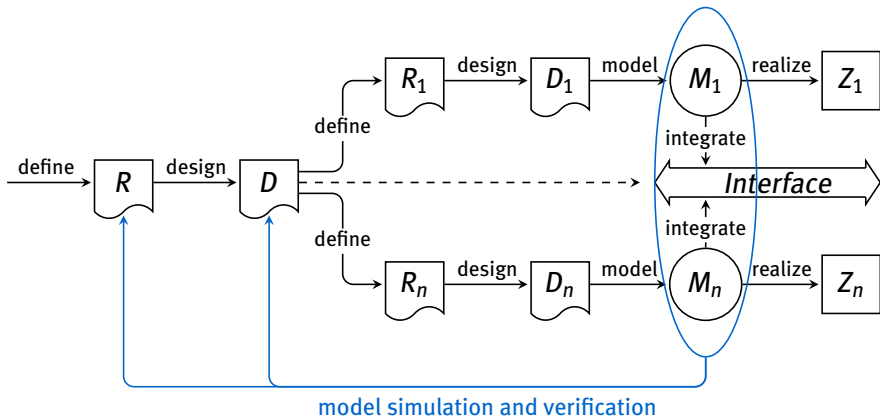 R₁ design D₁ model M₁ realize Z₁
define integrate
define R design D Interface
define integrate
Rₙ design Dₙ model Mₙ realize Zₙ
model simulation and verification